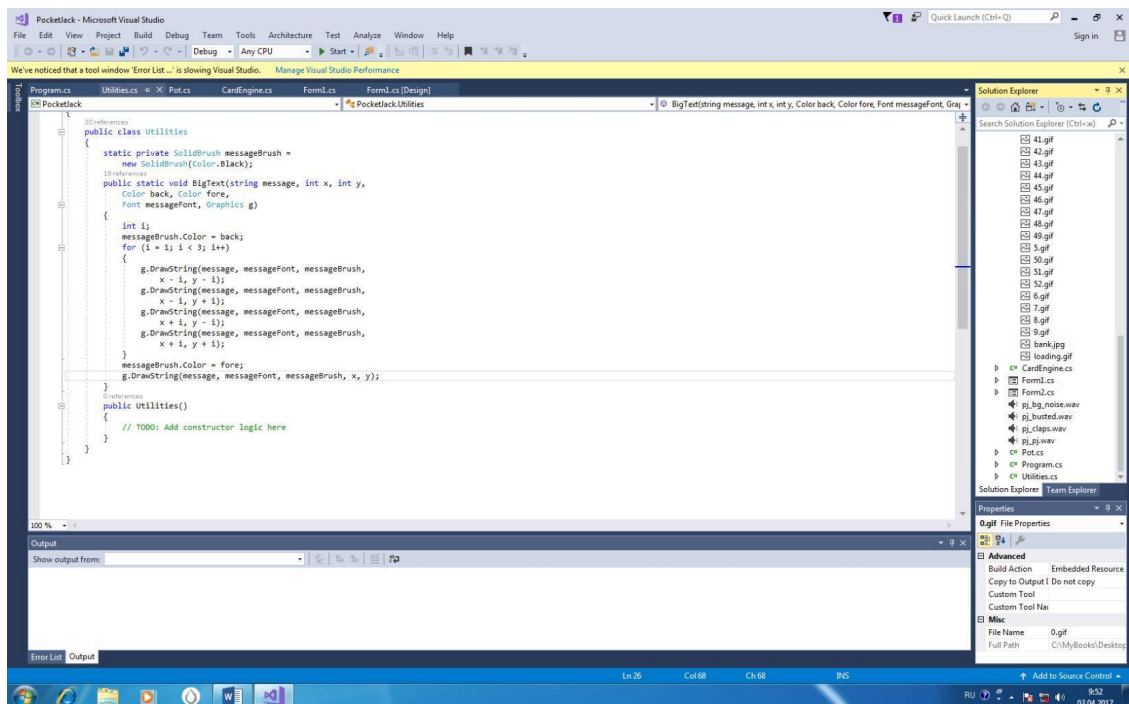 PocketJack - Microsoft Visual Studio
1
Quick Launch (Ctrl+Q)
File Edit View Project Build Debug Team Tools Architecture Test Analyze Window Help
Sign in
Debug Any CPU Start
We've noticed that a tool window 'Error List ...' is slowing Visual Studio. Manage Visual Studio Performance
Toolbox
Program.cs Utilities.cs Pot.cs CardEngine.cs Form1.cs Form1.cs [Design]
C# PocketJack PocketJack.Utilities BigText(string message, int x, int y, Color back, Color fore, Font messageFont, Graj
{
20 references
public class Utilities
{
static private SolidBrush messageBrush =
new SolidBrush(Color.Black);
19 references
public static void BigText(string message, int x, int y,
Color back, Color fore,
Font messageFont, Graphics g)
{
int i;
messageBrush.Color = back;
for (i = 1; i < 3; i++)
{
g.DrawString(message, messageFont, messageBrush,
x - i, y - i);
g.DrawString(message, messageFont, messageBrush,
x - i, y + i);
g.DrawString(message, messageFont, messageBrush,
x + i, y - i);
g.DrawString(message, messageFont, messageBrush,
x + i, y + i);
}
messageBrush.Color = fore;
g.DrawString(message, messageFont, messageBrush, x, y);
}
0 references
public Utilities()
{
// TODO: Add constructor logic here
}
}
}
100 %
Output
Show output from:
Error List Output
Solution Explorer
Search Solution Explorer (Ctrl+ж)
41.gif
42.gif
43.gif
44.gif
45.gif
46.gif
47.gif
48.gif
49.gif
5.gif
50.gif
51.gif
52.gif
6.gif
7.gif
8.gif
9.gif
bank.jpg
loading.gif
C# CardEngine.cs
Form1.cs
Form2.cs
pj_bg_noise.wav
pj_busted.wav
pj_claps.wav
pj_pj.wav
C# Pot.cs
C# Program.cs
C# Utilities.cs
Solution Explorer Team Explorer
Properties
0.gif File Properties
Advanced
Build Action Embedded Resource
Copy to Output I Do not copy
Custom Tool
Custom Tool Nai
Misc
File Name 0.gif
Full Path C:\MyBooks\Desktop
Ln 26 Col 68 Ch 68 INS Add to Source Control
RU 9:52
03.04.2017